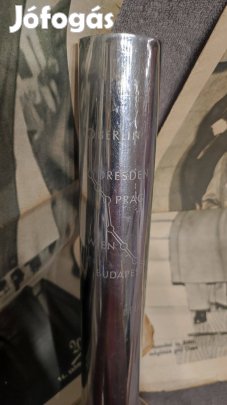 Jófogás
BERLIN
DRESDEN
PRAG
WIEN
BUDAPEST